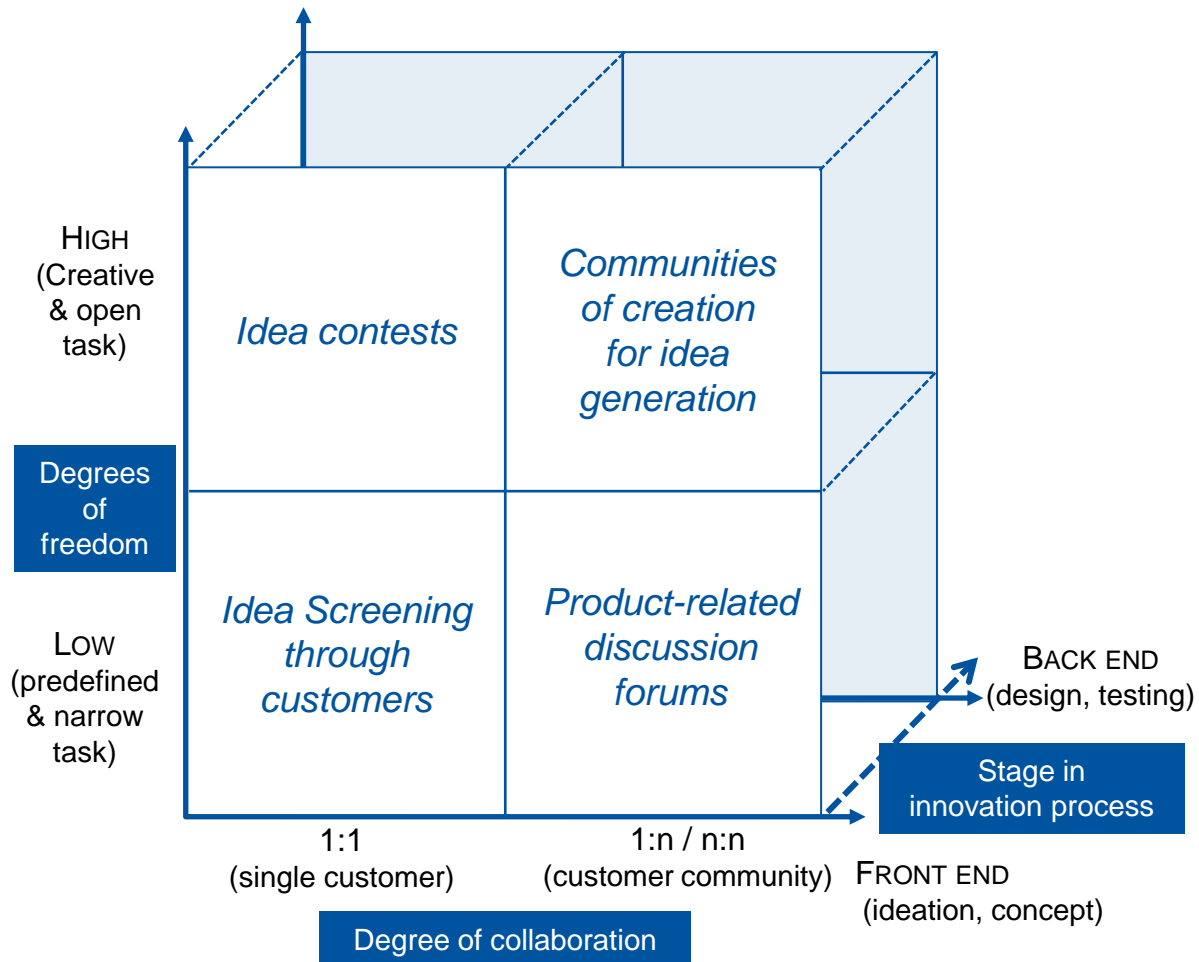 HIGH
(Creative
& open
task)
Idea contests
Communities
of creation
for idea
generation
Degrees
of
freedom
LOW
(predefined
& narrow
task)
Idea Screening
through
customers
Product-related
discussion
forums
BACK END
(design, testing)
Stage in
innovation process
1:1
(single customer)
1:n / n:n
(customer community)
FRONT END
(ideation, concept)
Degree of collaboration